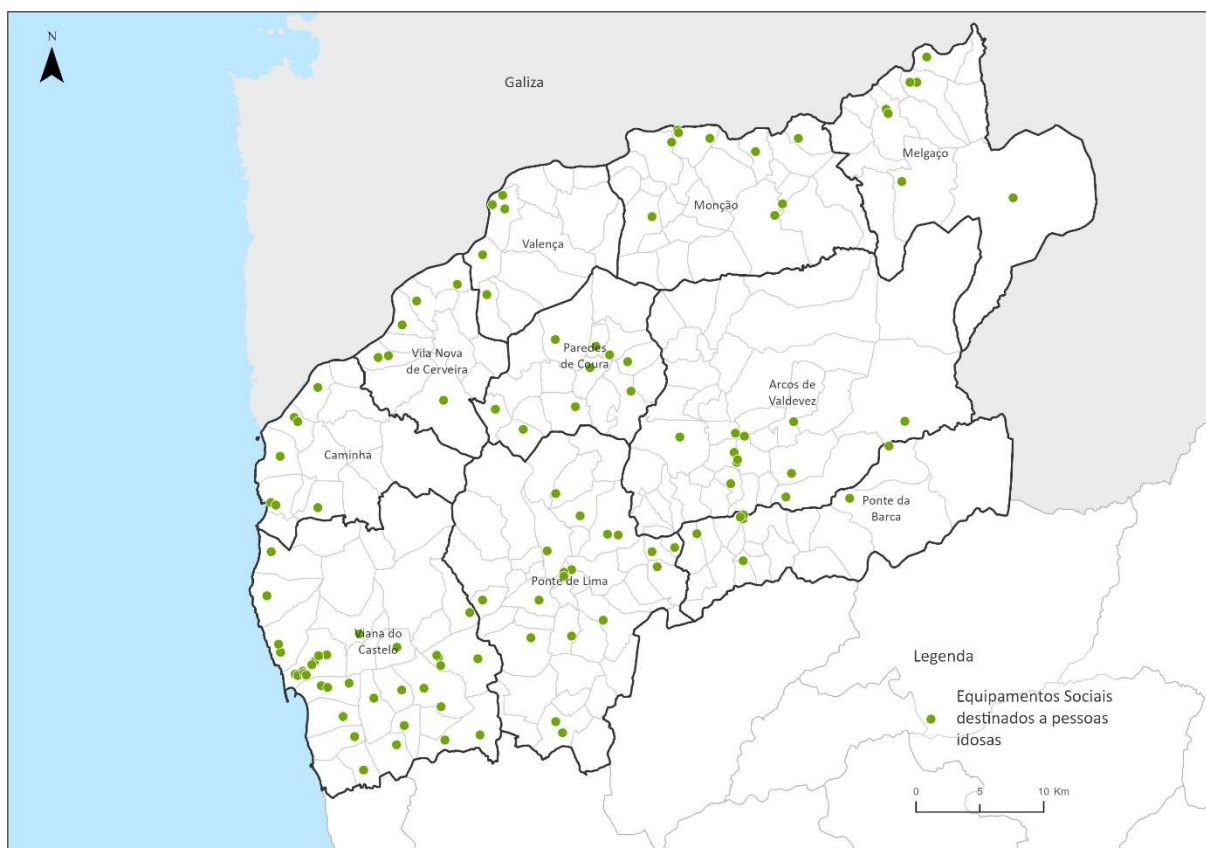 N
Galiza
Melgaço
Monção
Valença
Vila Nova
de Cerveira
Paredes
de Coura
Arcos de
Valdevez
Caminha
Ponte da
Barca
Ponte de Lima
Viana do
Castelo
Legenda
Equipamentos Sociais
destinados a pessoas
idosas
0 5 10 Km